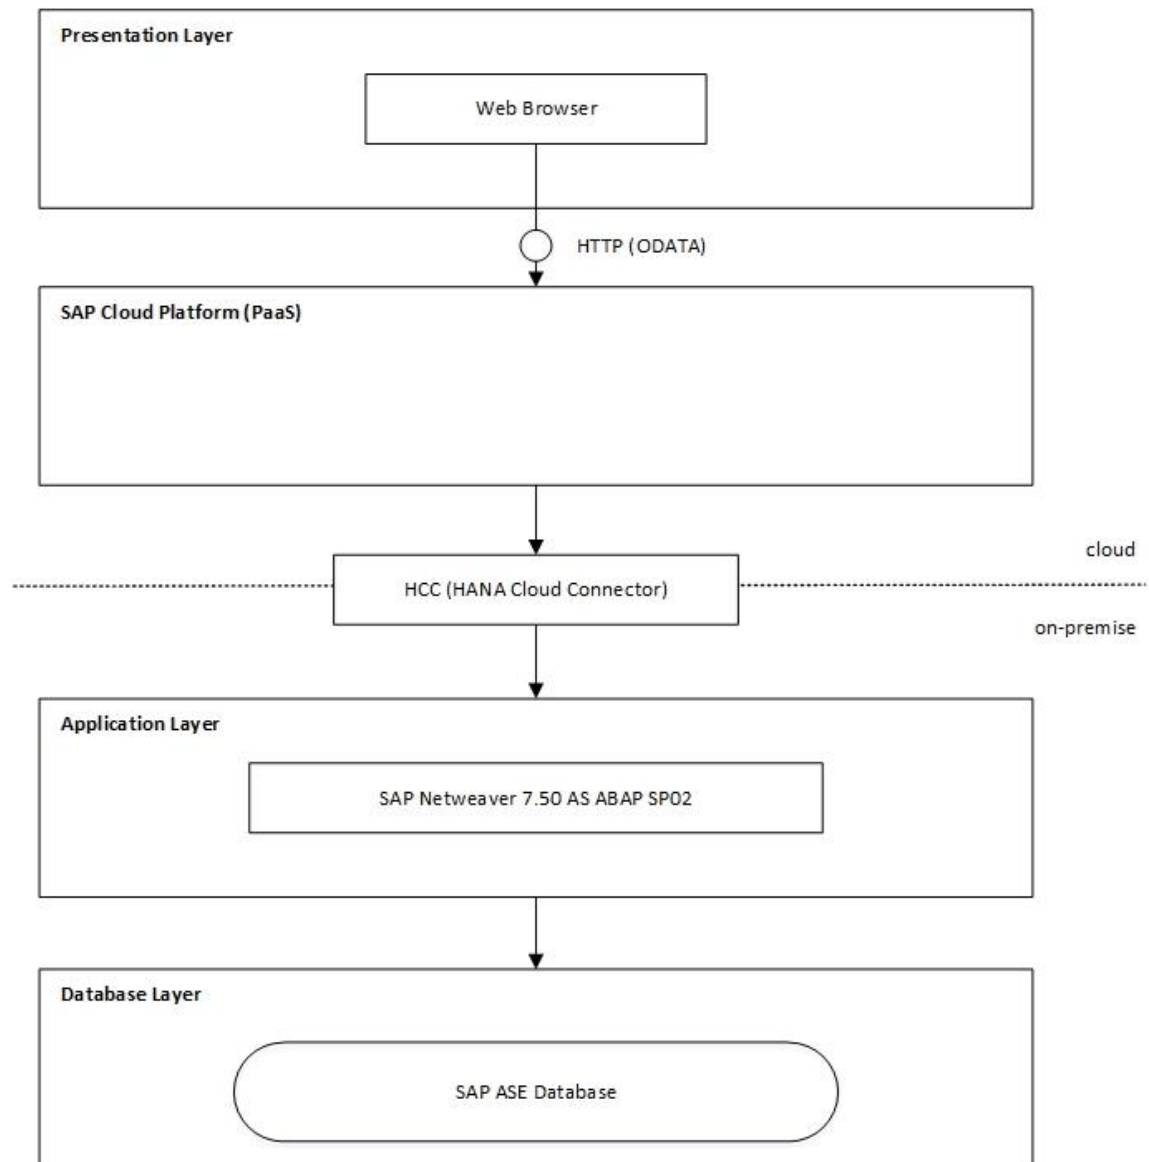 Presentation Layer
Web Browser
HTTP (ODATA)
SAP Cloud Platform (PaaS)
cloud
HCC (HANA Cloud Connector)
on-premise
Application Layer
SAP Netweaver 7.50 AS ABAP SP02
Database Layer
SAP ASE Database